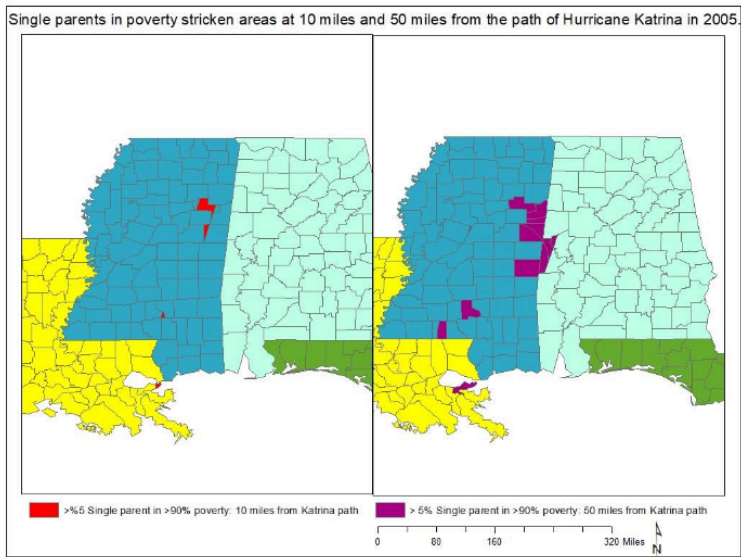 Single parents in poverty stricken areas at 10 miles and 50 miles from the path of Hurricane Katrina in 2005.
>%5 Single parent in >90% poverty: 10 miles from Katrina path
> 5% Single parent in >90% poverty: 50 miles from Katrina path
0 80 160 320 Miles
N